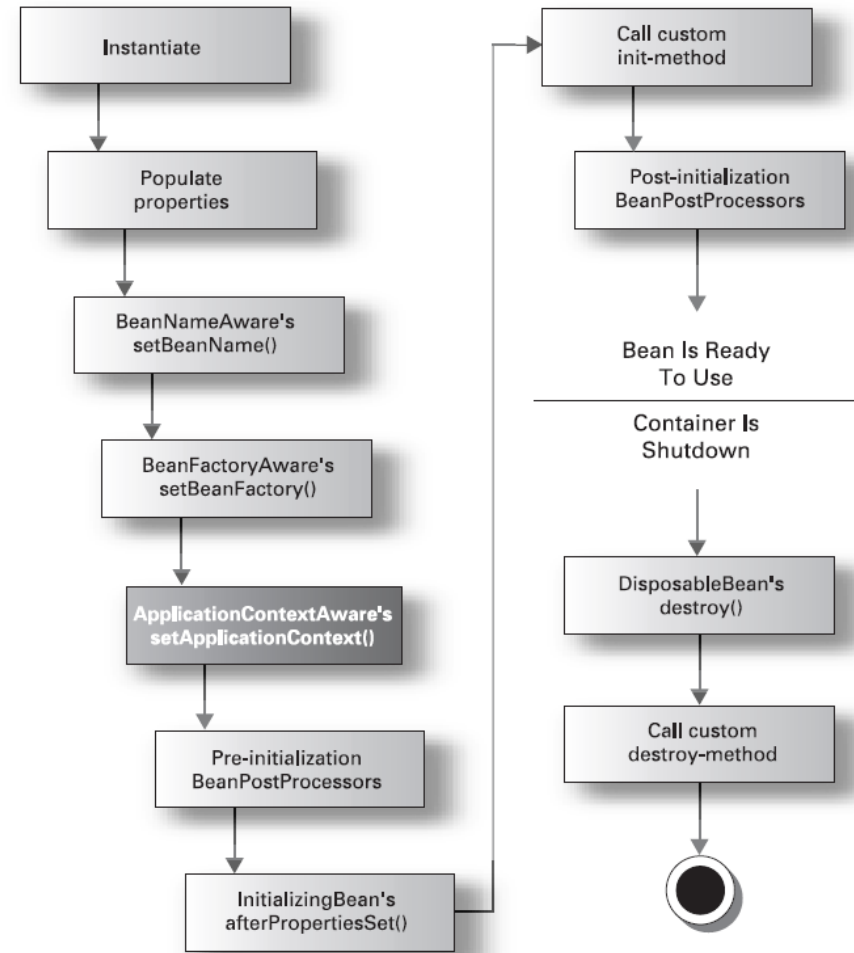 Instantiate
Populate
properties
BeanNameAware's
setBeanName()
BeanFactoryAware's
setBeanFactory()
ApplicationContextAware's
setApplicationContext()
Pre-initialization
BeanPostProcessors
InitializingBean's
afterPropertiesSet()
Call custom
init-method
Post-initialization
BeanPostProcessors
Bean Is Ready
To Use
Container Is
Shutdown
DisposableBean's
destroy()
Call custom
destroy-method